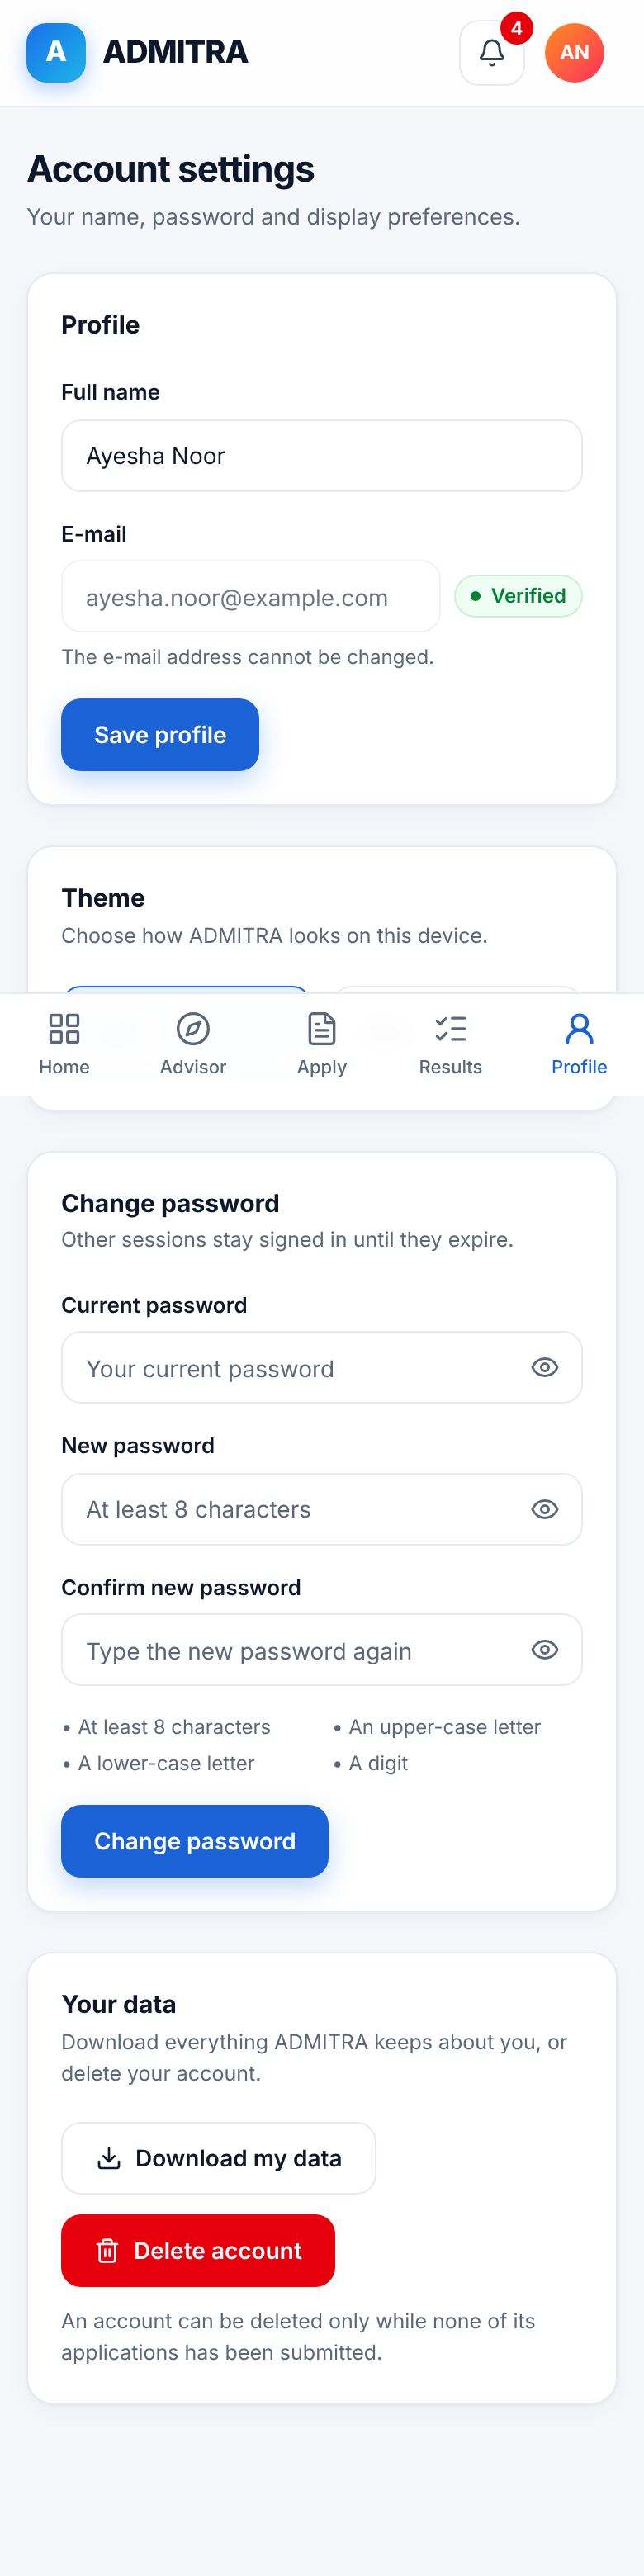 A ADMITRA 4 AN
Account settings
Your name, password and display preferences.
Profile
Full name
Ayesha Noor
E-mail
ayesha.noor@example.com Verified
The e-mail address cannot be changed.
Save profile
Theme
Choose how ADMITRA looks on this device.
Home Advisor Apply Results Profile
Change password
Other sessions stay signed in until they expire.
Current password
Your current password
New password
At least 8 characters
Confirm new password
Type the new password again
• At least 8 characters • An upper-case letter
• A lower-case letter • A digit
Change password
Your data
Download everything ADMITRA keeps about you, or
delete your account.
Download my data
Delete account
An account can be deleted only while none of its
applications has been submitted.